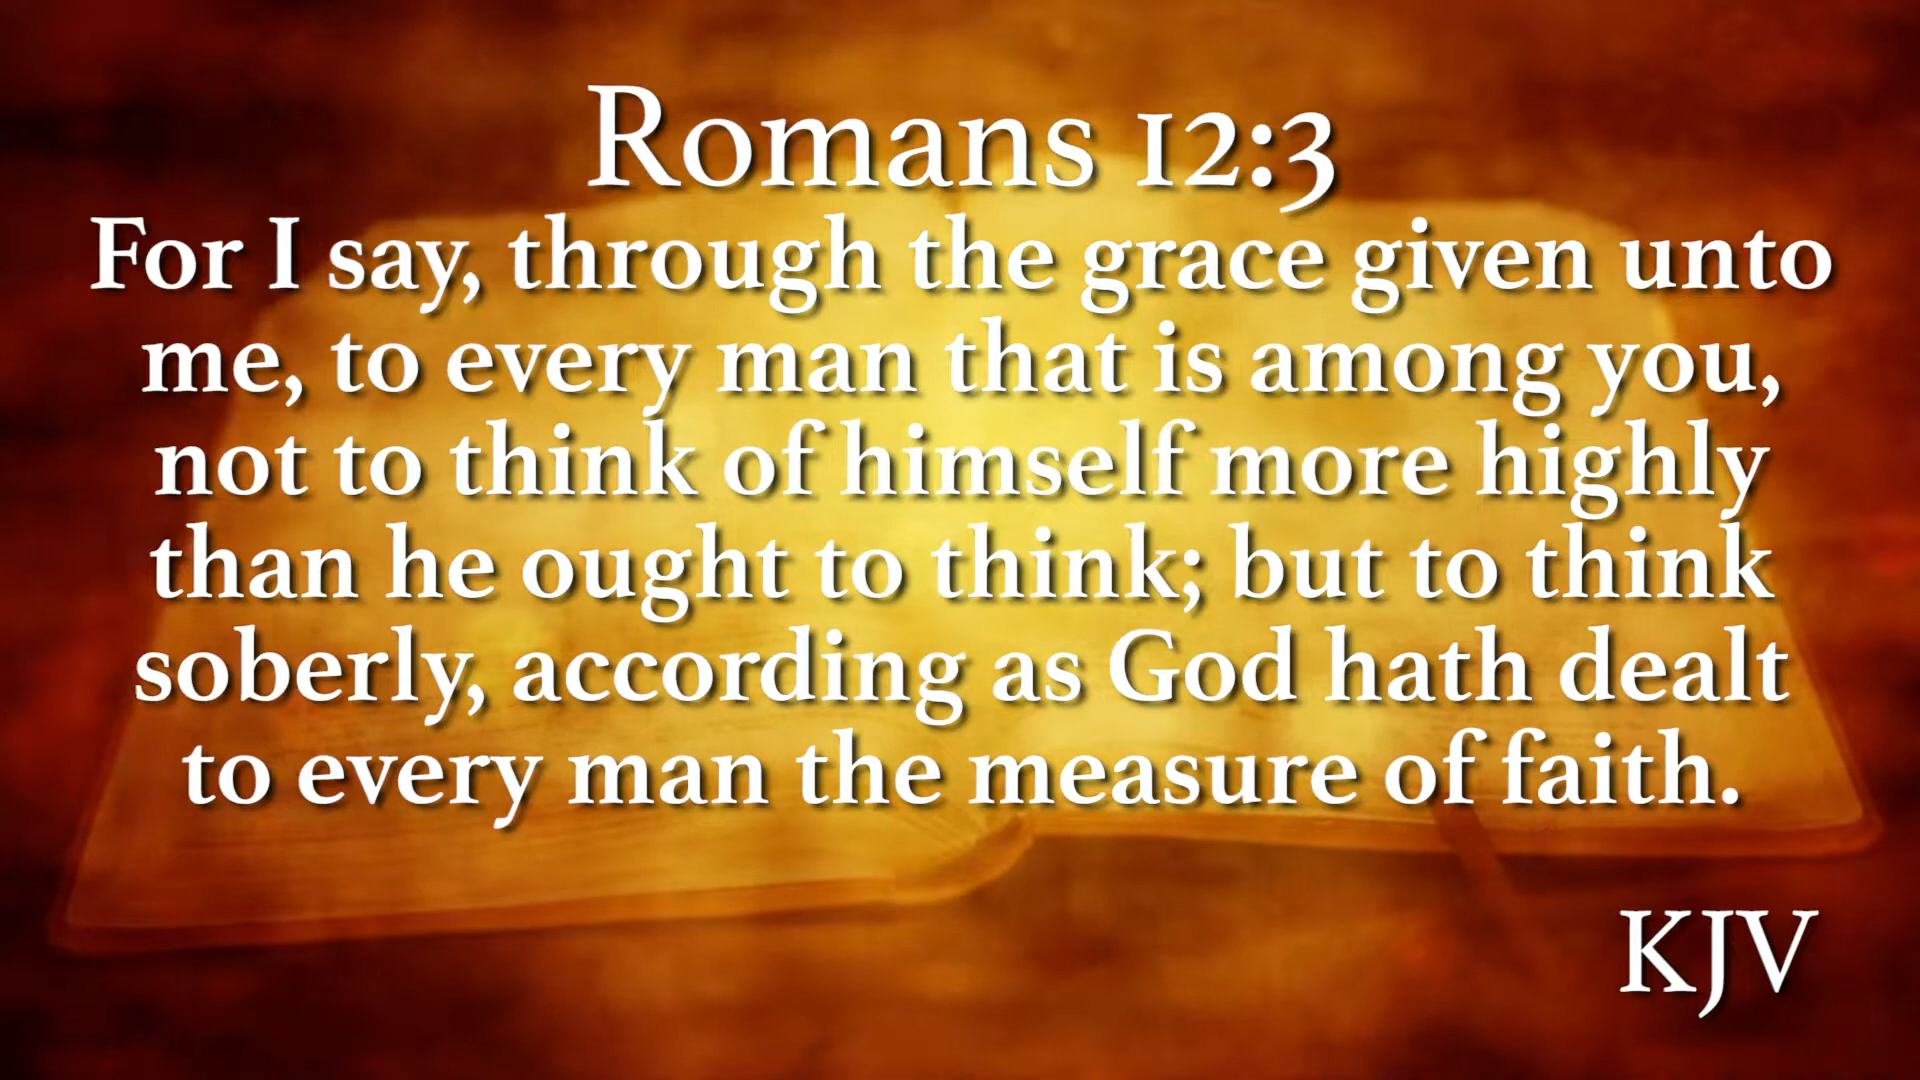 Romans 12:3
For I say, through the grace given unto
me, to every man that is among you,
not to think of himself more highly
than he ought to think; but to think
soberly, according as God hath dealt
to every man the measure of faith.
KJV